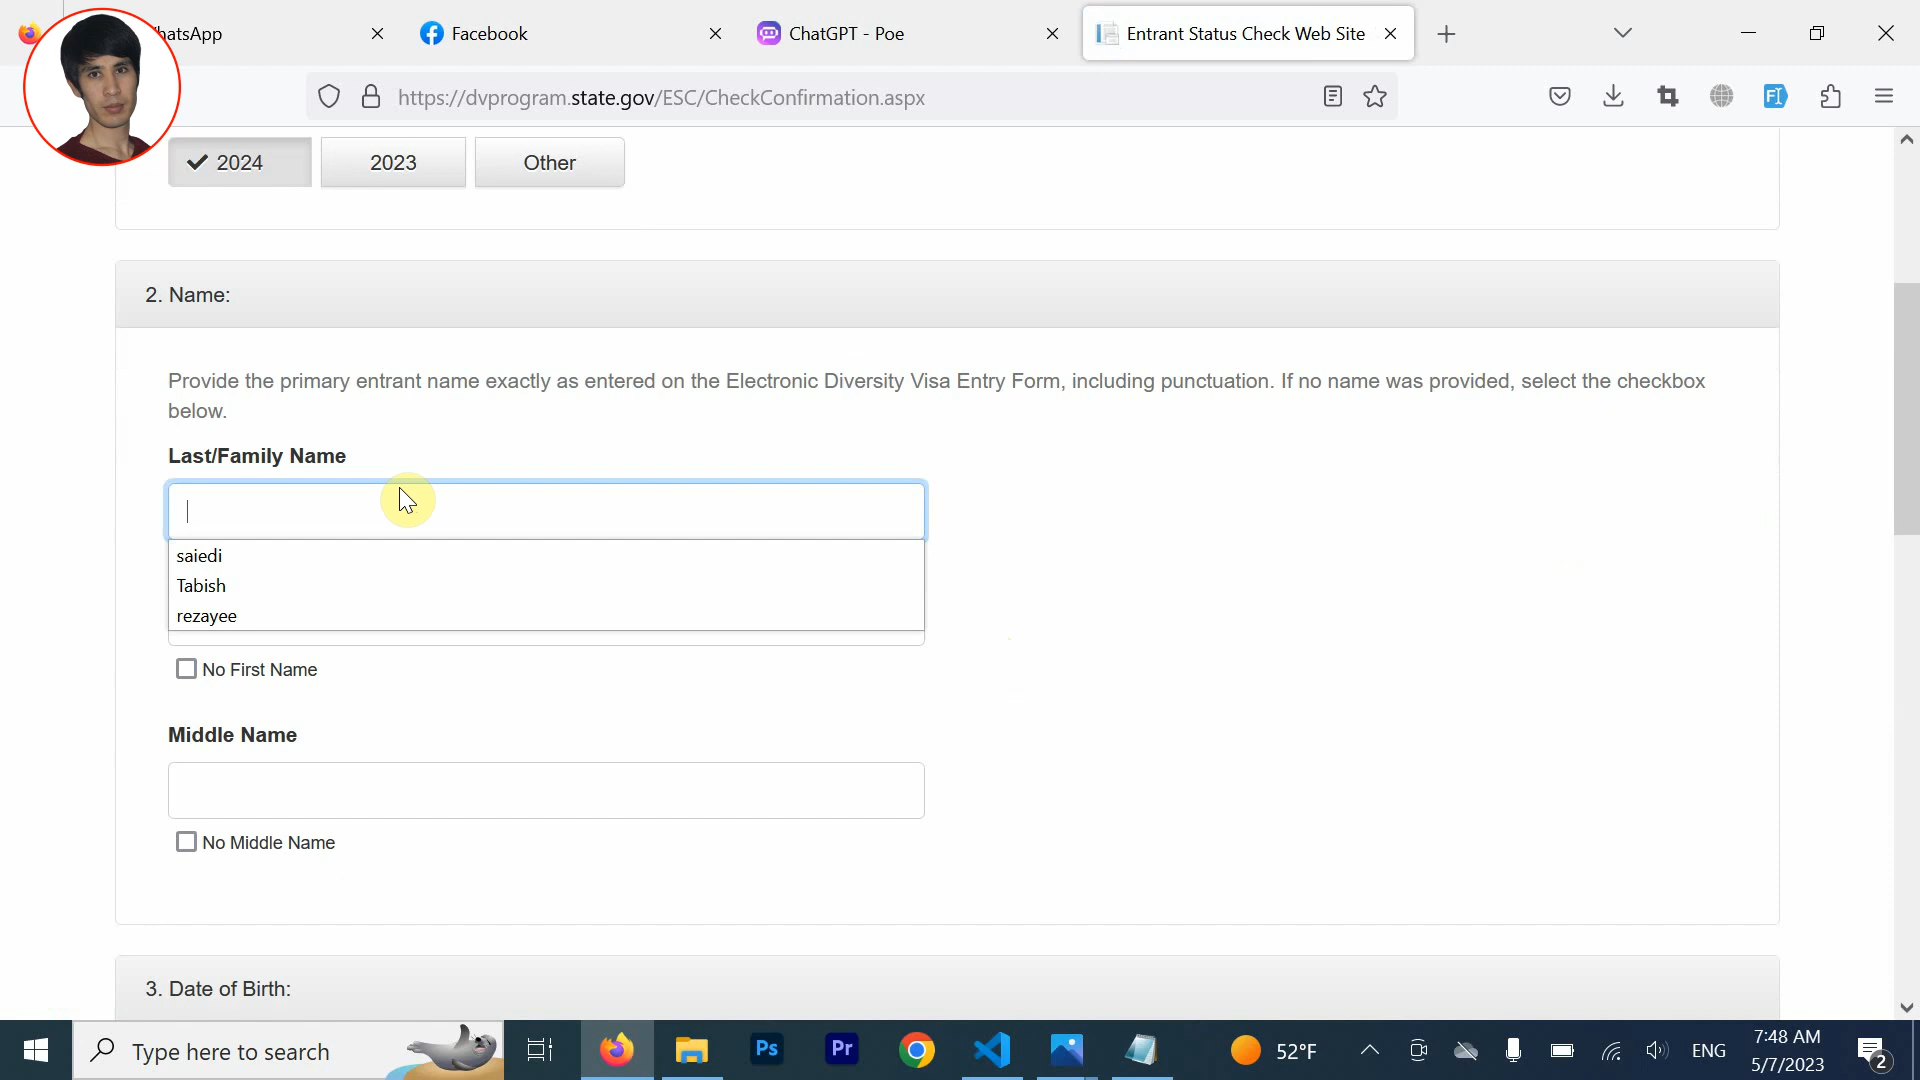 hatsApp
Facebook
ChatGPT - Poe
Entrant Status Check Web Site
https://dvprogram.state.gov/ESC/CheckConfirmation.aspx
FI
2024
2023
Other
2. Name:
Provide the primary entrant name exactly as entered on the Electronic Diversity Visa Entry Form, including punctuation. If no name was provided, select the checkbox
below.
Last/Family Name
saiedi
Tabish
rezayee
No First Name
Middle Name
No Middle Name
3. Date of Birth:
Type here to search
Ps
Pr
52°F
ENG
7:48 AM
5/7/2023
2